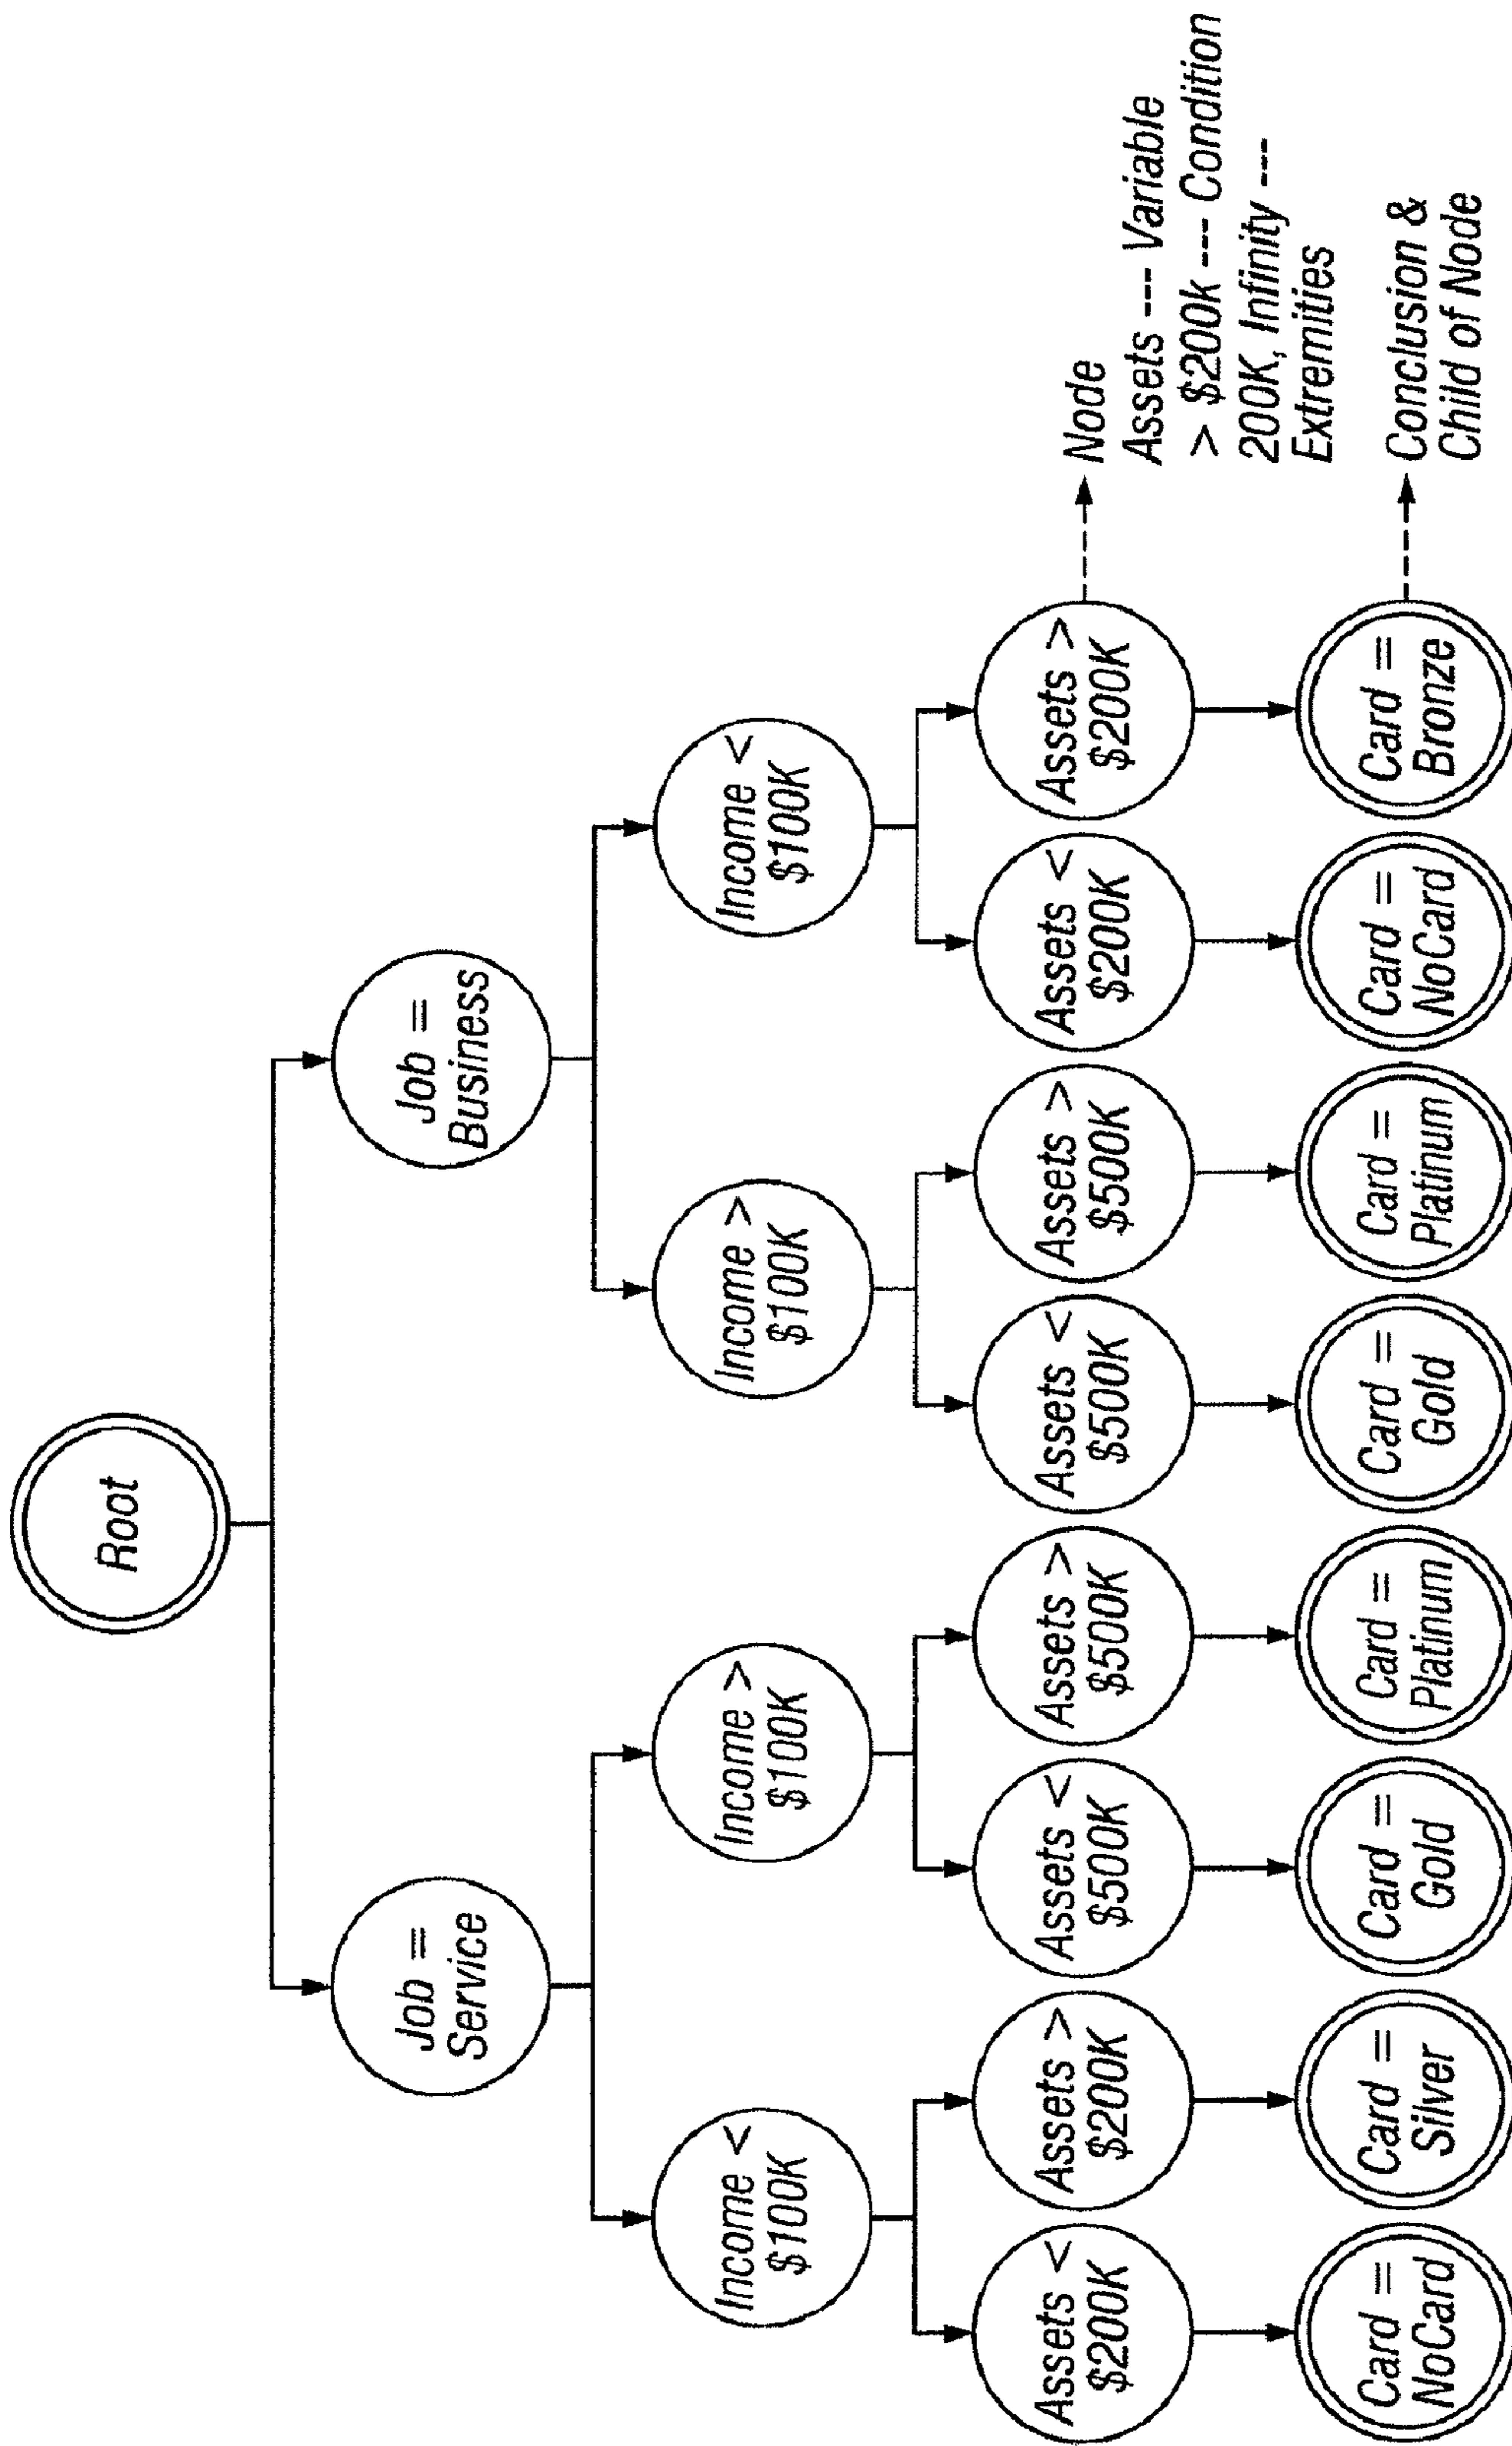 Root
Job =
Service
Job =
Business
Income <
$100K
Income >
$100K
Income >
$100K
Income <
$100K
Assets <
$200K
Assets >
$200K
Assets <
$500K
Assets >
$500K
Assets <
$500K
Assets >
$500K
Assets <
$200K
Assets >
$200K
Node
Assets --- Variable
> $200k --- Condition
200K, Infinity ---
Extremities
Card =
NoCard
Card =
Silver
Card =
Gold
Card =
Platinum
Card =
Gold
Card =
Platinum
Card =
NoCard
Card =
Bronze
Conclusion &
Child of Node